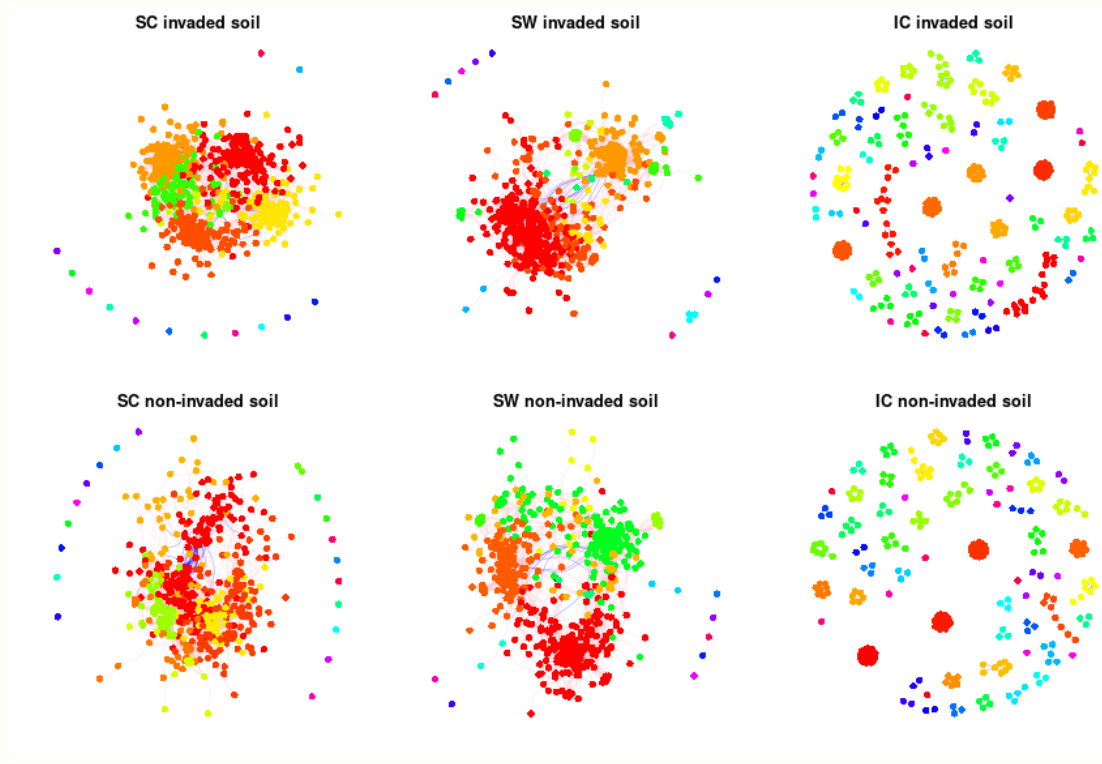 SC invaded soil
SW invaded soil
IC invaded soil
SC non-invaded soil
SW non-invaded soil
IC non-invaded soil